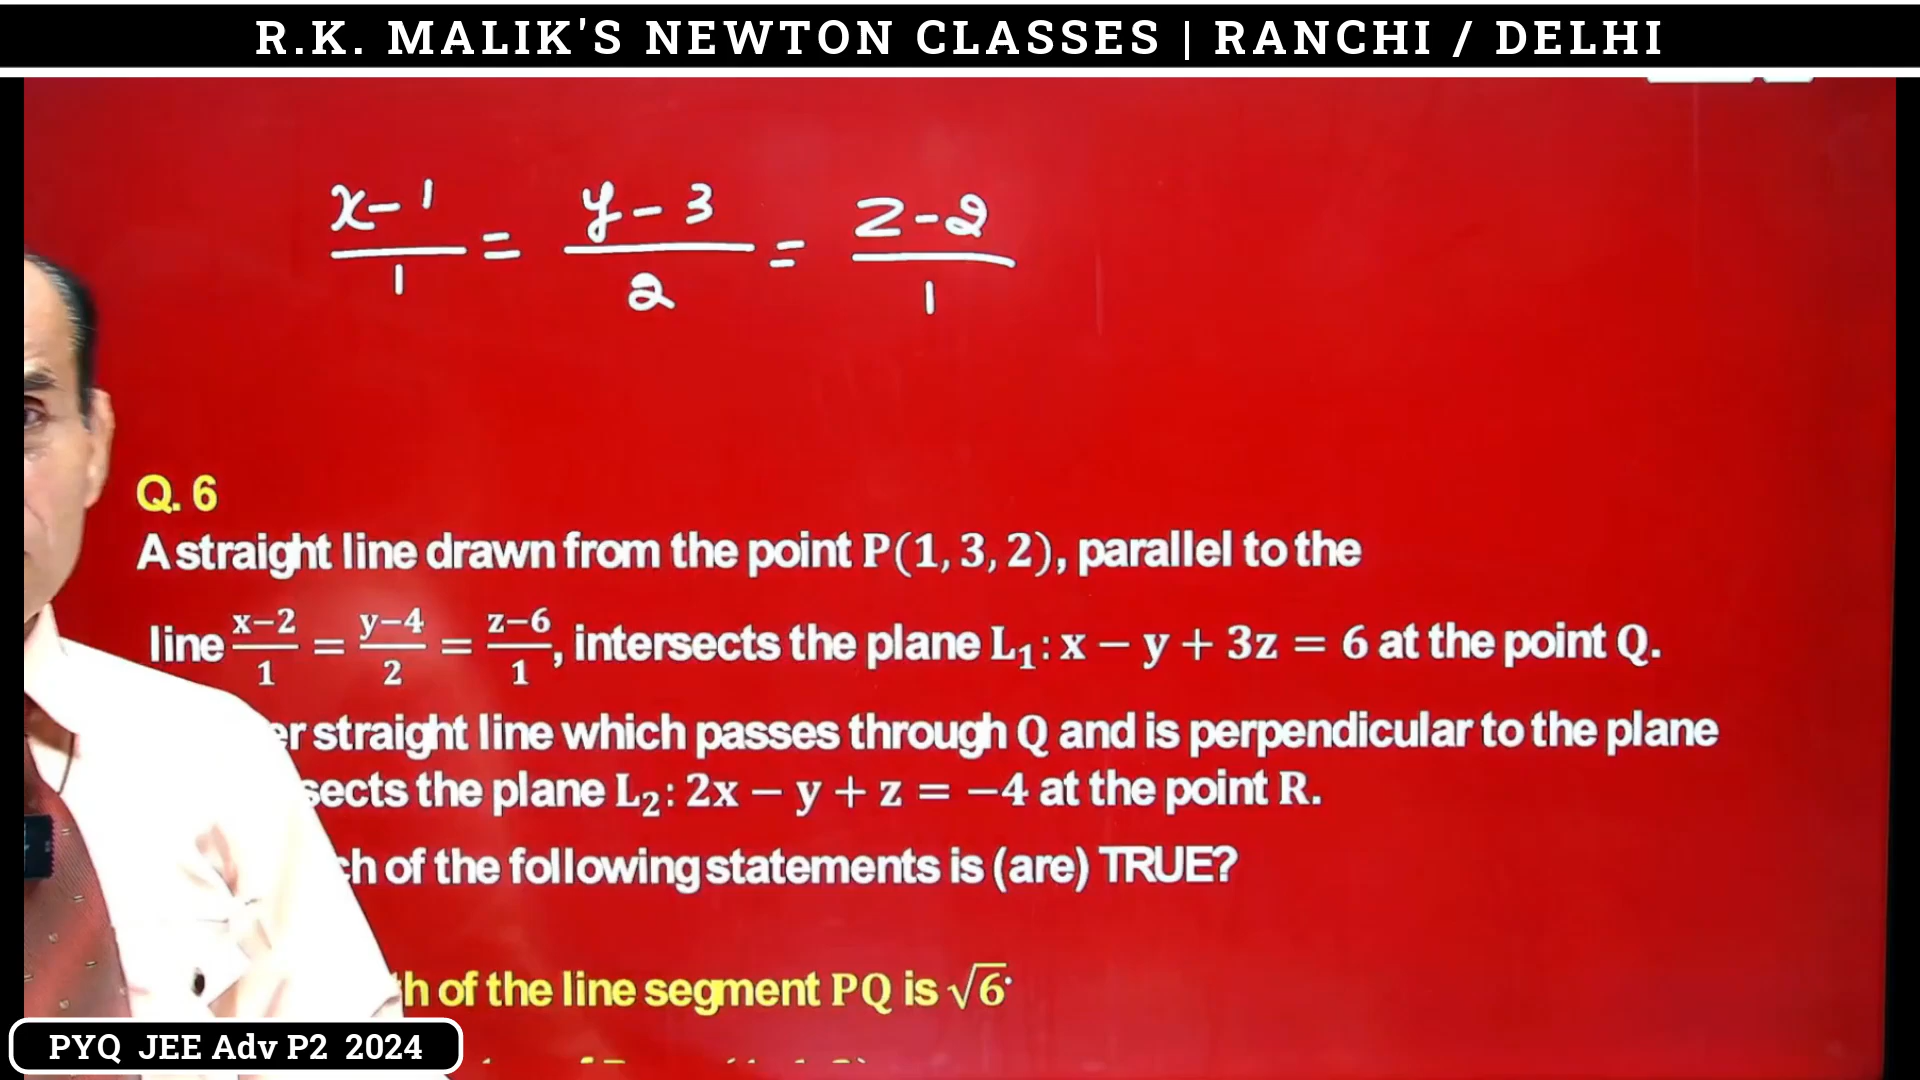 R.K. MALIK'S NEWTON CLASSES | RANCHI / DELHI
x-1/1 = y-3/2 = z-2/1
Q. 6
A straight line drawn from the point P(1, 3, 2), parallel to the
line x−2/1 = y−4/2 = z−6/1, intersects the plane L₁: x − y + 3z = 6 at the point Q.
straight line which passes through Q and is perpendicular to the plane
the plane L₂: 2x − y + z = −4 at the point R.
of the following statements is (are) TRUE?
of the line segment PQ is √6
PYQ JEE Adv P2 2024